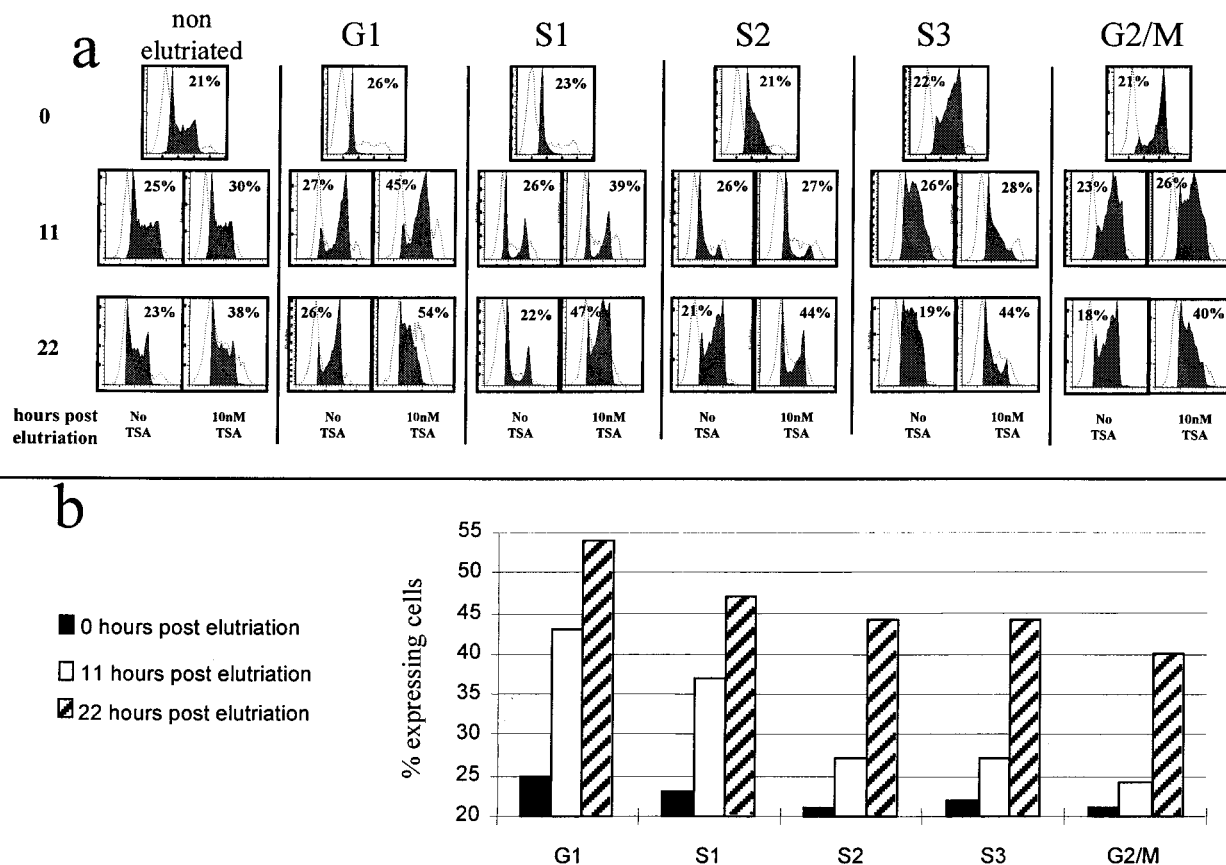 a
non
elutriated
G1
S1
S2
S3
G2/M
0
21%
26%
23%
21%
22%
21%
11
25%
30%
27%
45%
26%
39%
26%
27%
26%
28%
23%
26%
22
23%
38%
26%
54%
22%
47%
21%
44%
19%
44%
18%
40%
hours post
elutriation
No
TSA
10nM
TSA
No
TSA
10nM
TSA
No
TSA
10nM
TSA
No
TSA
10nM
TSA
No
TSA
10nM
TSA
No
TSA
10nM
TSA
b
0 hours post elutriation
11 hours post elutriation
22 hours post elutriation
% expressing cells
55
50
45
40
35
30
25
20
G1
S1
S2
S3
G2/M